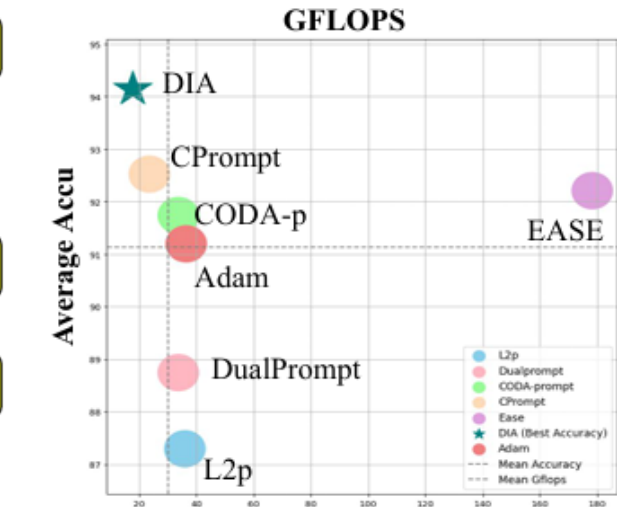 GFLOPS
95
94
93
92
91
90
89
88
87
Average Accu
DIA
CPrompt
CODA-p
EASE
Adam
DualPrompt
L2p
L2p
Dualprompt
CODA-prompt
CPrompt
Ease
DIA (Best Accuracy)
Adam
Mean Accuracy
Mean Gflops
20 40 60 80 100 120 140 160 180